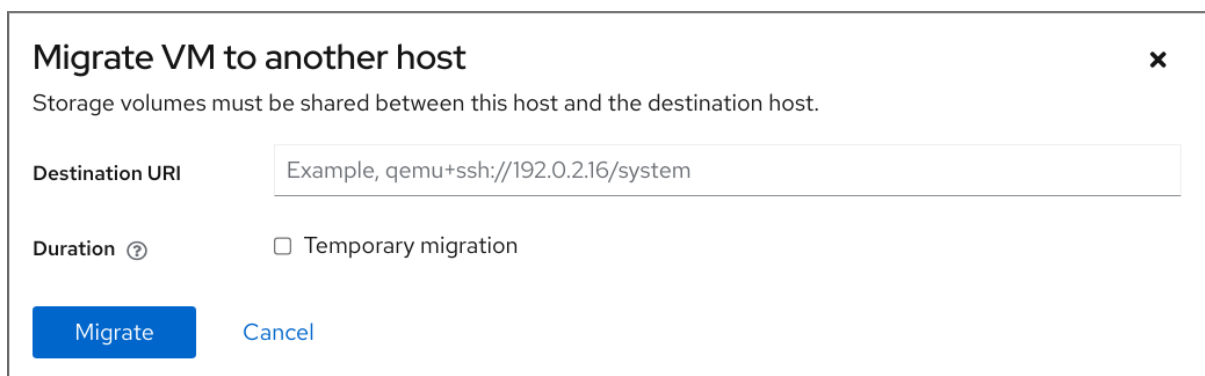 Migrate VM to another host
Storage volumes must be shared between this host and the destination host.
Destination URI Example, qemu+ssh://192.0.2.16/system
Duration Temporary migration
Migrate Cancel